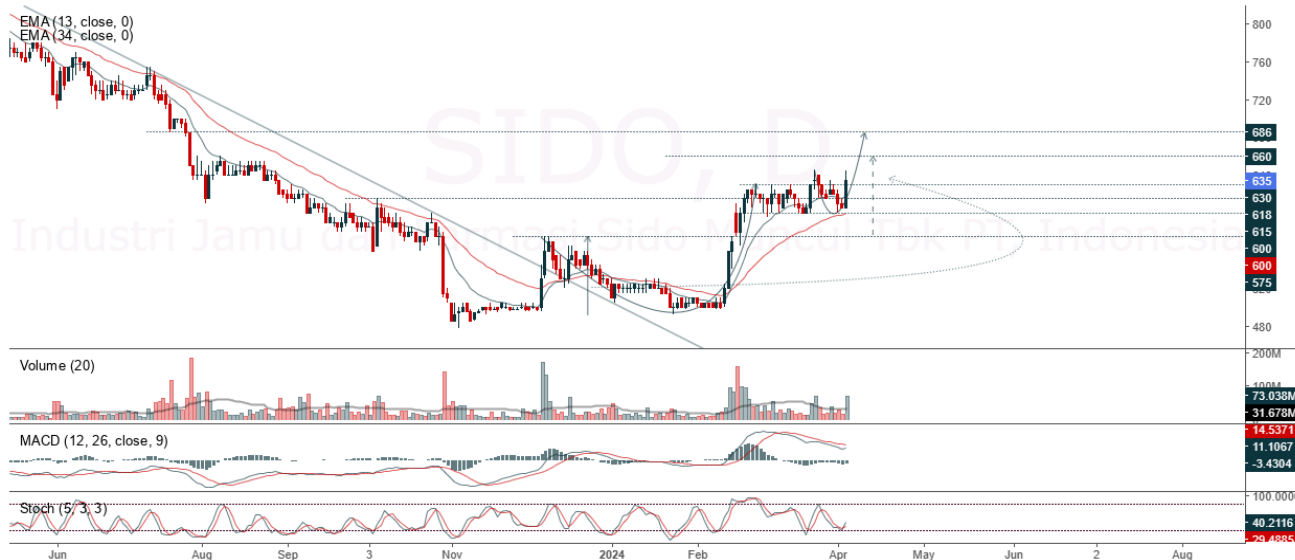 EMA (13, close, 0)
EMA (34, close, 0)
SIDO, D
Industri Jamu dan Farmasi Sido Muncul Tbk PT, Indonesia
800
760
720
686
660
635
630
618
615
600
600
575
480
Volume (20)
200M
100M
73.038M
31.678M
MACD (12, 26, close, 9)
14.5371
11.1067
-3.4304
Stoch (5, 3, 3)
100.0000
40.2116
29.4885
Jun Aug Sep 3 Nov 2024 Feb Apr May Jun 2 Aug